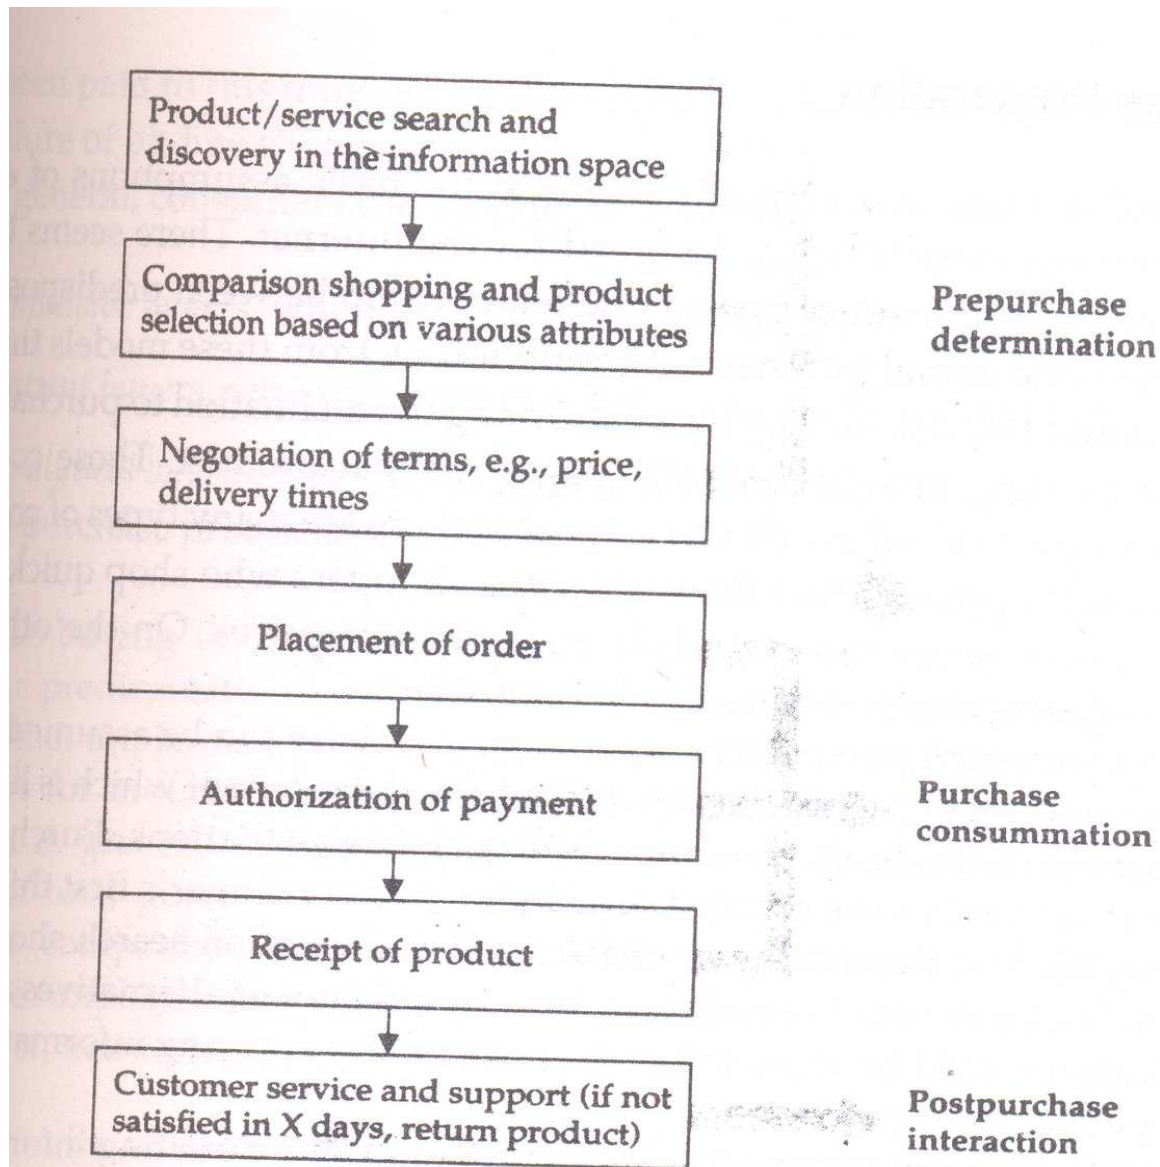 Product/service search and
discovery in the information space
Comparison shopping and product
selection based on various attributes
Prepurchase
determination
Negotiation of terms, e.g., price,
delivery times
Placement of order
Authorization of payment
Purchase
consummation
Receipt of product
Customer service and support (if not
satisfied in X days, return product)
Postpurchase
interaction